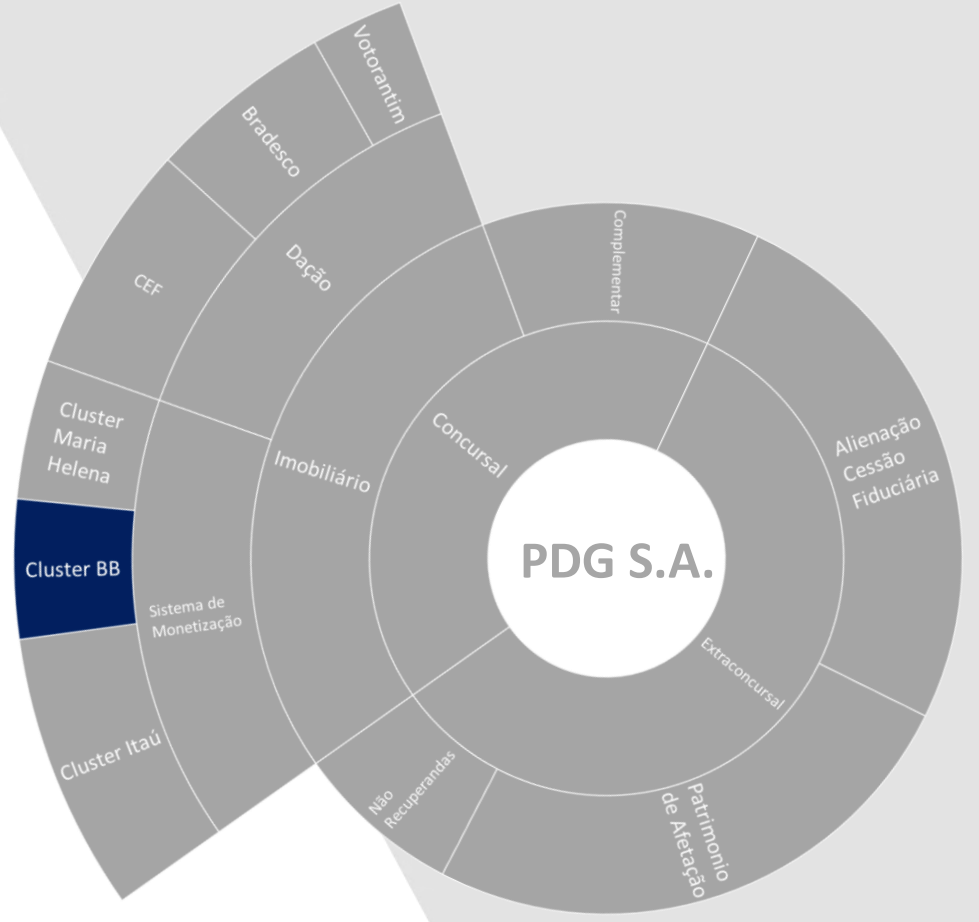 Votorantim
Bradesco
CEF
Dação
Complementar
Cluster
Maria
Helena
Concursal
Imobiliário
Alienação
Cessão
Fiduciária
PDG S.A.
Cluster BB
Sistema de
Monetização
Extraconcursal
Cluster Itaú
Não
Recuperandas
Patrimonio
de Afetação